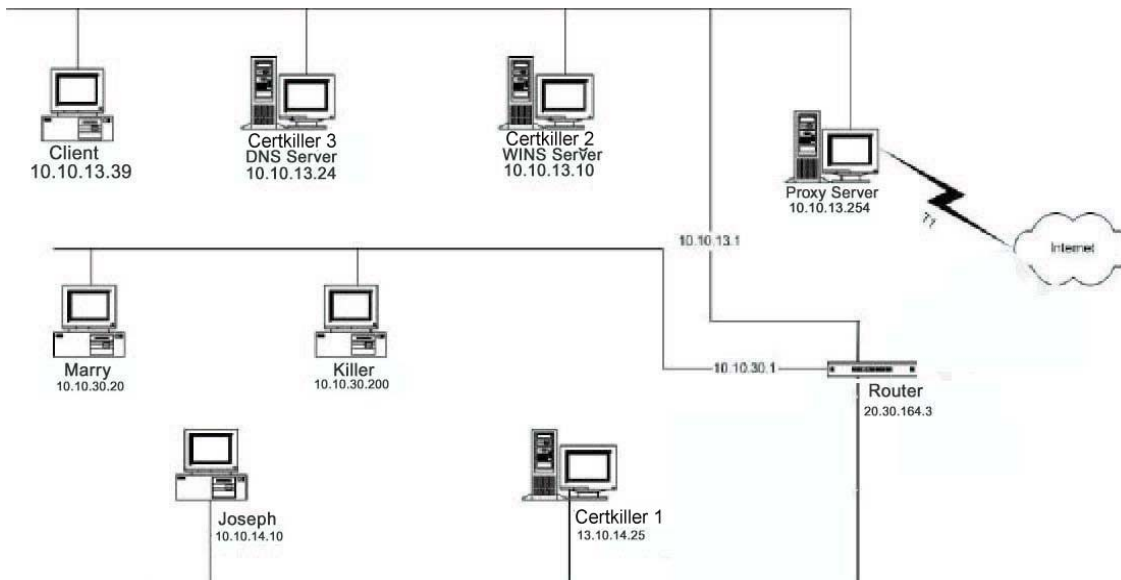 Client
10.10.13.39
Certkiller 3
DNS Server
10.10.13.24
Certkiller 2
WINS Server
10.10.13.10
Proxy Server
10.10.13.254
T1
Internet
10.10.13.1
Marry
10.10.30.20
Killer
10.10.30.200
10.10.30.1
Router
20.30.164.3
Joseph
10.10.14.10
Certkiller 1
13.10.14.25